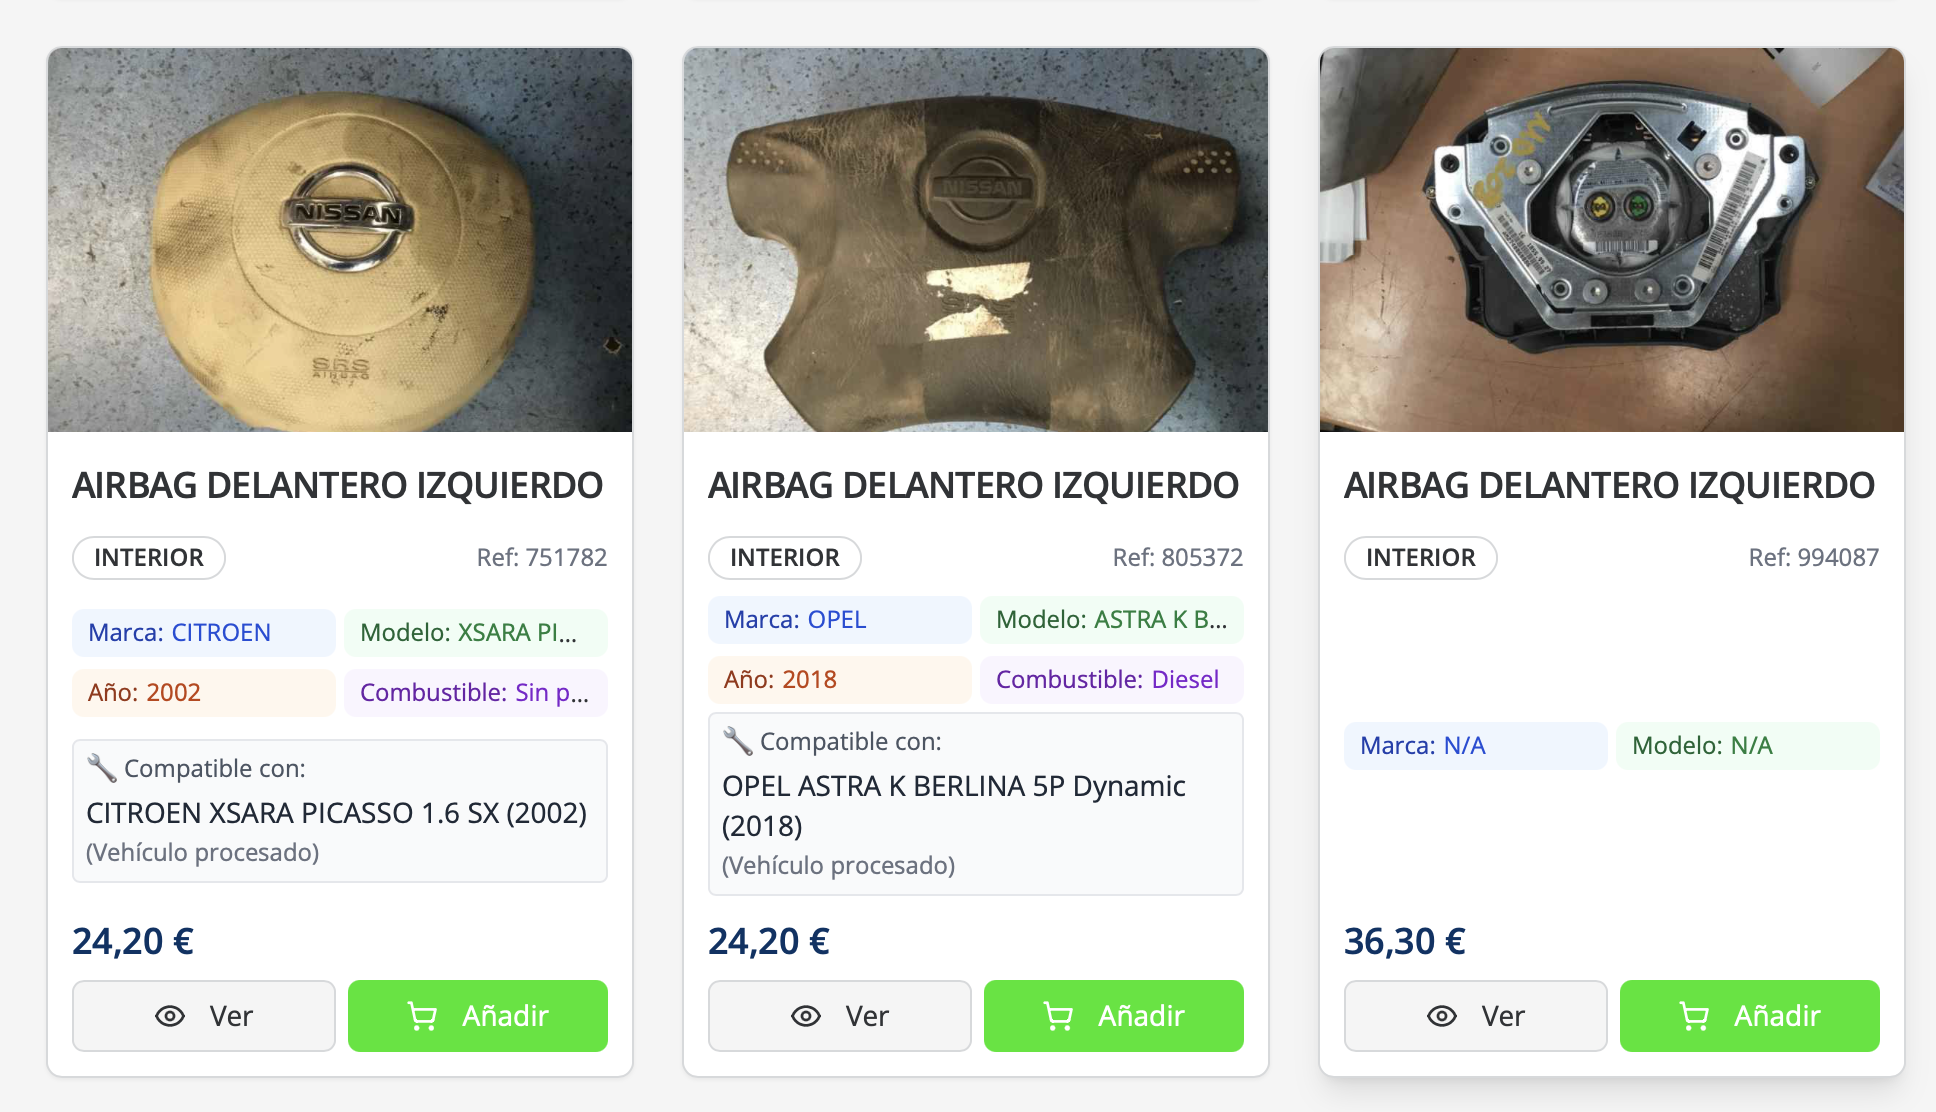 NISSAN
SRS
AIRBAG
AIRBAG DELANTERO IZQUIERDO
INTERIOR
Ref: 751782
Marca: CITROEN
Modelo: XSARA PI...
Año: 2002
Combustible: Sin p...
Compatible con:
CITROEN XSARA PICASSO 1.6 SX (2002)
(Vehículo procesado)
24,20 €
Ver
Añadir
NISSAN
AIRBAG DELANTERO IZQUIERDO
INTERIOR
Ref: 805372
Marca: OPEL
Modelo: ASTRA K B...
Año: 2018
Combustible: Diesel
Compatible con:
OPEL ASTRA K BERLINA 5P Dynamic
(2018)
(Vehículo procesado)
24,20 €
Ver
Añadir
AIRBAG DELANTERO IZQUIERDO
INTERIOR
Ref: 994087
Marca: N/A
Modelo: N/A
36,30 €
Ver
Añadir